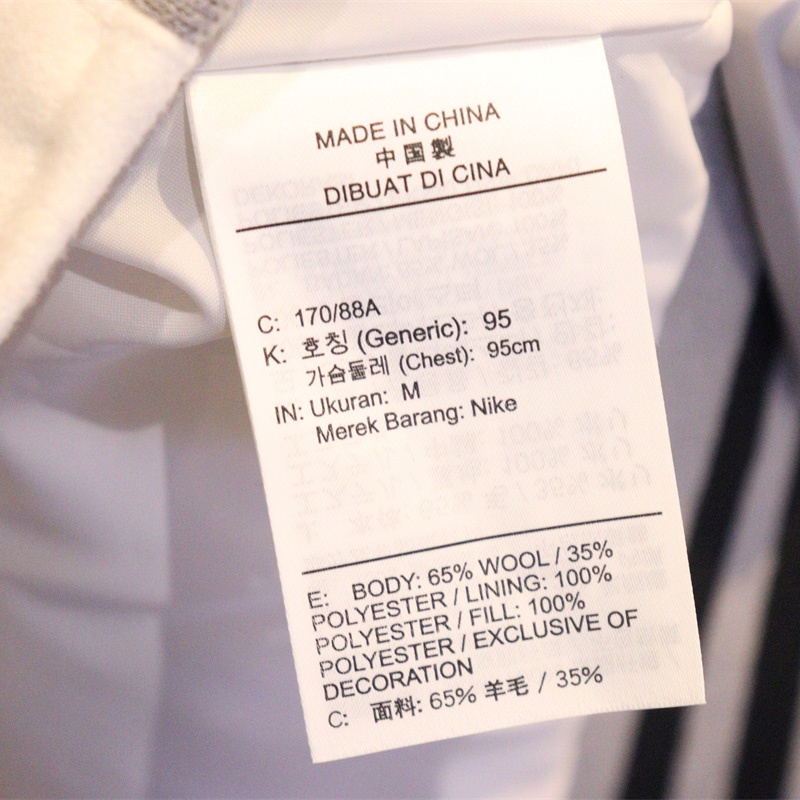 MADE IN CHINA
中国製
DIBUAT DI CINA
C: 170/88A
K: 호칭 (Generic): 95
가슴둘레 (Chest): 95cm
IN: Ukuran: M
Merek Barang: Nike
E: BODY: 65% WOOL / 35%
POLYESTER / LINING: 100%
POLYESTER / FILL: 100%
POLYESTER / EXCLUSIVE OF
DECORATION
C: 面料: 65% 羊毛 / 35%